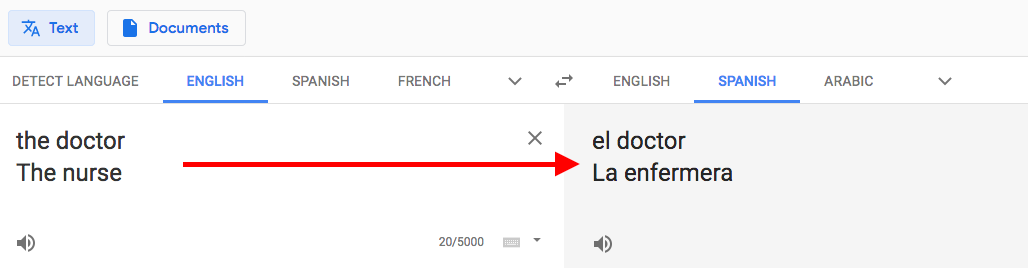 Text
Documents
DETECT LANGUAGE ENGLISH SPANISH FRENCH ENGLISH SPANISH ARABIC
the doctor
The nurse
el doctor
La enfermera
20/5000